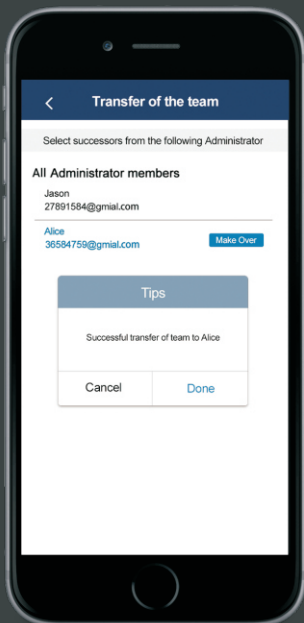 Transfer of the team
Select successors from the following Administrator
All Administrator members
Jason
27891584@gmial.com
Alice
36584759@gmial.com
Make Over
Tips
Successful transfer of team to Alice
Cancel
Done